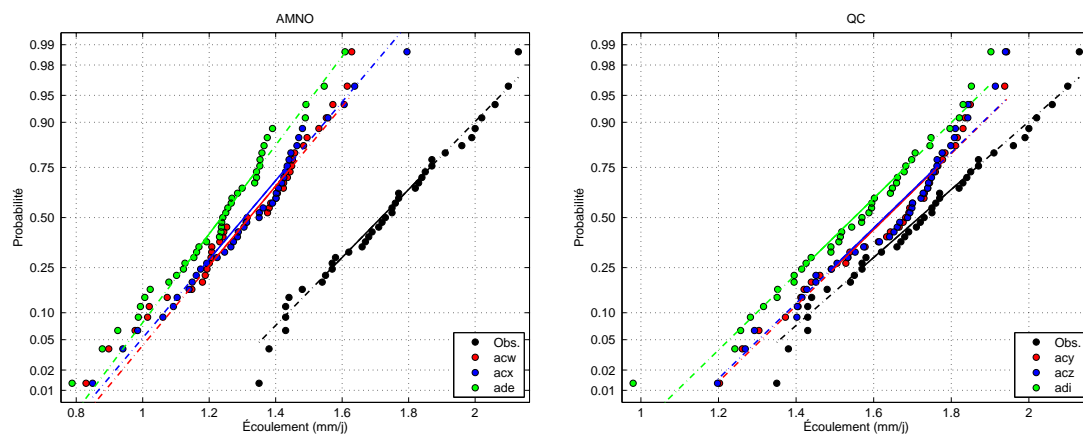 AMNO
Probabilité
0.99
0.98
0.95
0.90
0.75
0.50
0.25
0.10
0.05
0.02
0.01
0.8
1
1.2
1.4
1.6
1.8
2
Écoulement (mm/j)
Obs.
acw
acx
ade
QC
Probabilité
0.99
0.98
0.95
0.90
0.75
0.50
0.25
0.10
0.05
0.02
0.01
1
1.2
1.4
1.6
1.8
2
Écoulement (mm/j)
Obs.
acy
acz
adi